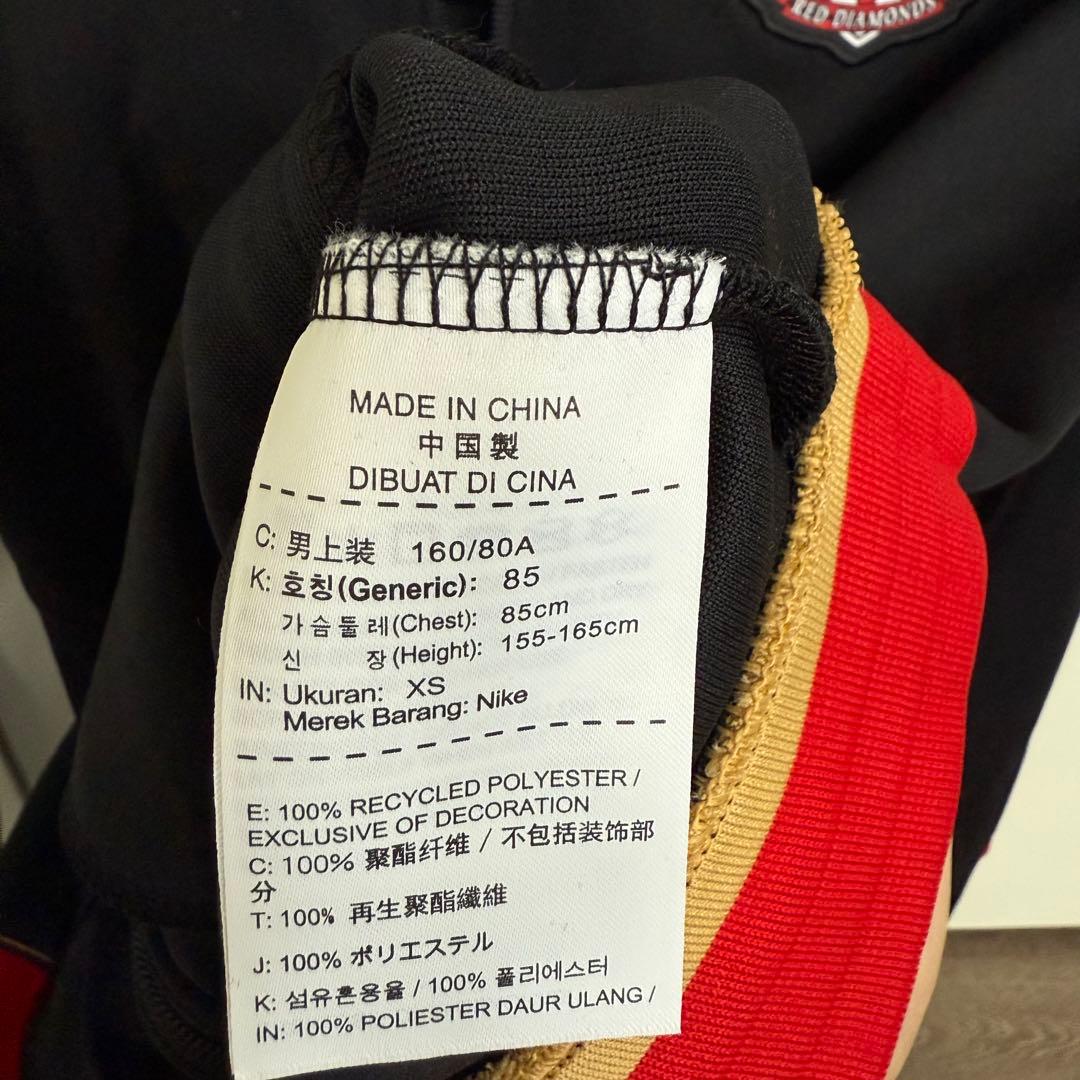 RED DIAMONDS
MADE IN CHINA
中国製
DIBUAT DI CINA
C: 男上装 160/80A
K: 호칭(Generic): 85
가슴둘레(Chest): 85cm
신 장(Height): 155-165cm
IN: Ukuran: XS
Merek Barang: Nike
E: 100% RECYCLED POLYESTER /
EXCLUSIVE OF DECORATION
C: 100% 聚酯纤维 / 不包括装饰部
分
T: 100% 再生聚酯纖維
J: 100% ポリエステル
K: 섬유혼용율 / 100% 폴리에스터
IN: 100% POLIESTER DAUR ULANG /